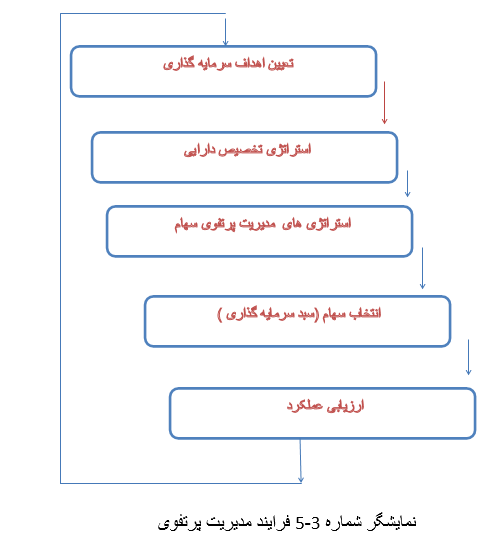 تعیین اهداف سرمایه گذاری
استراتژی تخصیص دارایی
استراتژی های مدیریت پرتفوی سهام
انتخاب سهام (سبد سرمایه گذاری )
ارزیابی عملکرد
نمایشگر شماره 3-5 فرایند مدیریت پرتفوی